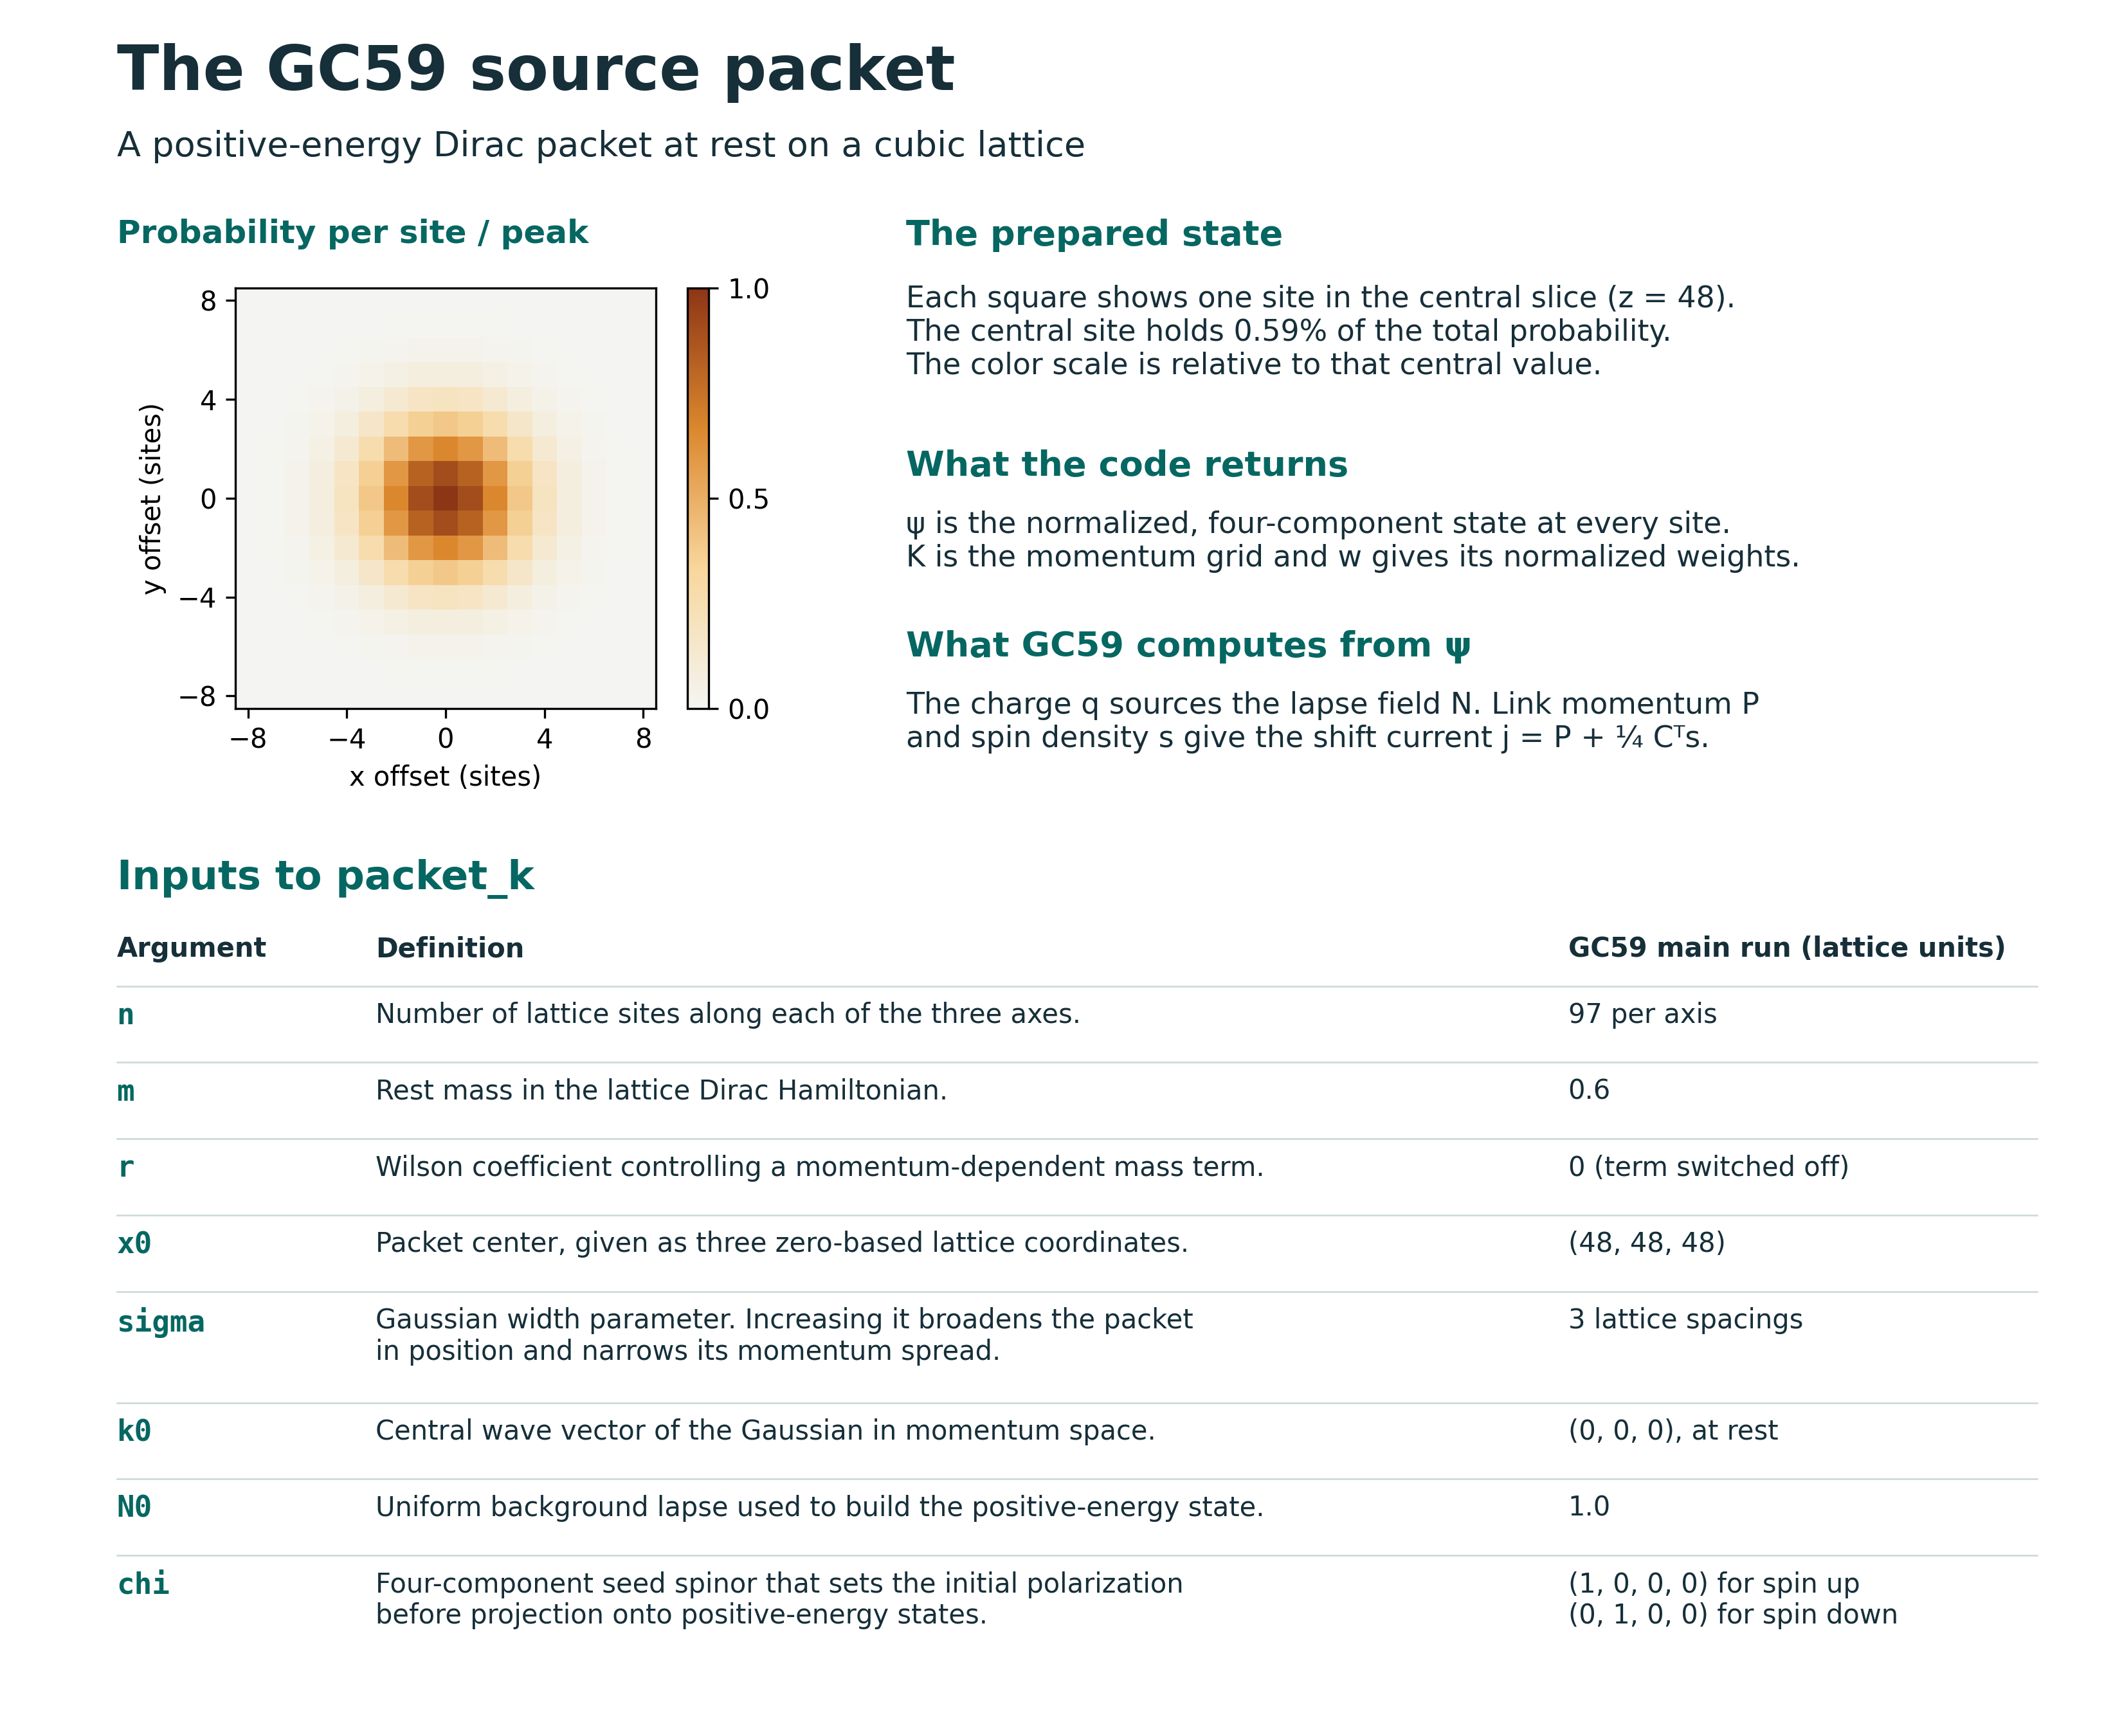 The GC59 source packet
A positive-energy Dirac packet at rest on a cubic lattice
Probability per site / peak
8
4
0
−4
−8
y offset (sites)
−8 −4 0 4 8
x offset (sites)
1.0
0.5
0.0
The prepared state
Each square shows one site in the central slice (z = 48).
The central site holds 0.59% of the total probability.
The color scale is relative to that central value.
What the code returns
ψ is the normalized, four-component state at every site.
K is the momentum grid and w gives its normalized weights.
What GC59 computes from ψ
The charge q sources the lapse field N. Link momentum P
and spin density s give the shift current j = P + ¼ Cᵀs.
Inputs to packet_k
Argument Definition GC59 main run (lattice units)
n Number of lattice sites along each of the three axes. 97 per axis
m Rest mass in the lattice Dirac Hamiltonian. 0.6
r Wilson coefficient controlling a momentum-dependent mass term. 0 (term switched off)
x0 Packet center, given as three zero-based lattice coordinates. (48, 48, 48)
sigma Gaussian width parameter. Increasing it broadens the packet 3 lattice spacings
in position and narrows its momentum spread.
k0 Central wave vector of the Gaussian in momentum space. (0, 0, 0), at rest
N0 Uniform background lapse used to build the positive-energy state. 1.0
chi Four-component seed spinor that sets the initial polarization (1, 0, 0, 0) for spin up
before projection onto positive-energy states. (0, 1, 0, 0) for spin down